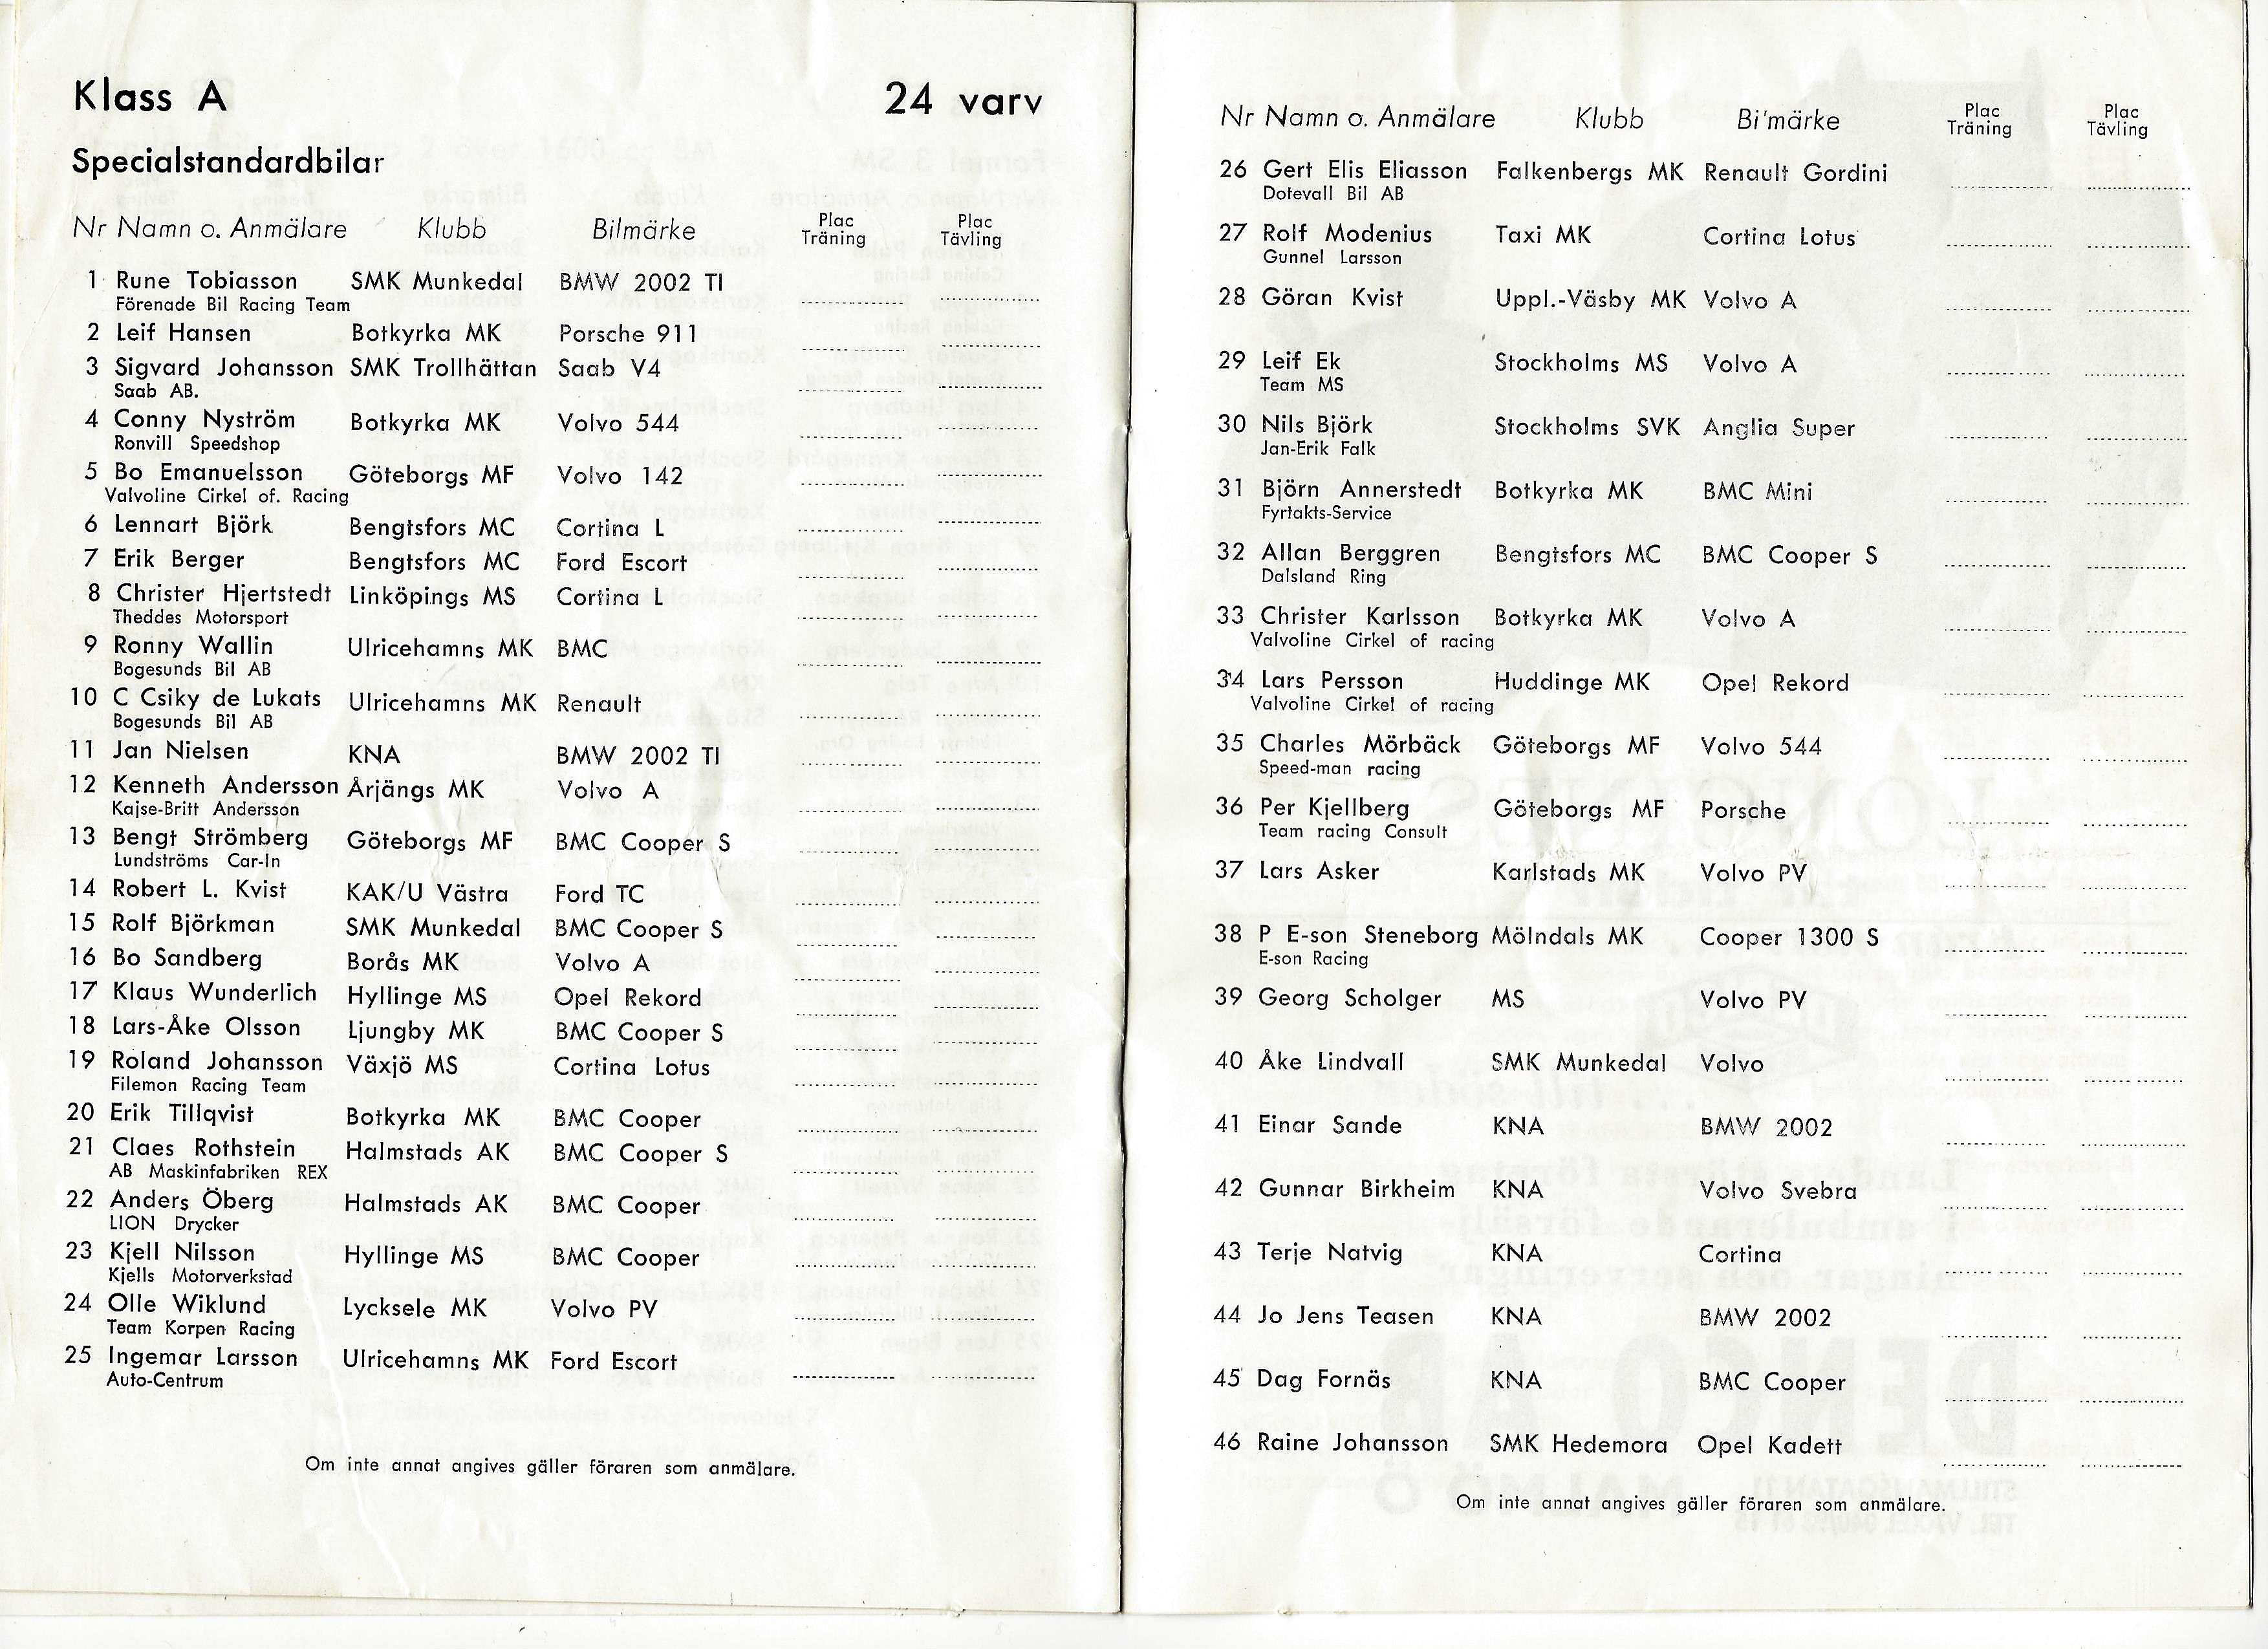 Klass A 24 varv
Specialstandardbilar
Nr Namn o. Anmälare Klubb Bilmärke Plac Träning Plac Tävling
1 Rune Tobiasson SMK Munkedal BMW 2002 TI
Förenade Bil Racing Team
2 Leif Hansen Botkyrka MK Porsche 911
3 Sigvard Johansson SMK Trollhättan Saab V4
Saab AB.
4 Conny Nyström Botkyrka MK Volvo 544
Ronvill Speedshop
5 Bo Emanuelsson Göteborgs MF Volvo 142
Valvoline Cirkel of. Racing
6 Lennart Björk Bengtsfors MC Cortina L
7 Erik Berger Bengtsfors MC Ford Escort
8 Christer Hjertstedt Linköpings MS Cortina L
Theddes Motorsport
9 Ronny Wallin Ulricehamns MK BMC
Bogesunds Bil AB
10 C Csiky de Lukats Ulricehamns MK Renault
Bogesunds Bil AB
11 Jan Nielsen KNA BMW 2002 TI
12 Kenneth Andersson Årjängs MK Volvo A
Kajse-Britt Andersson
13 Bengt Strömberg Göteborgs MF BMC Cooper S
Lundströms Car-In
14 Robert L. Kvist KAK/U Västra Ford TC
15 Rolf Björkman SMK Munkedal BMC Cooper S
16 Bo Sandberg Borås MK Volvo A
17 Klaus Wunderlich Hyllinge MS Opel Rekord
18 Lars-Åke Olsson Ljungby MK BMC Cooper S
19 Roland Johansson Växjö MS Cortina Lotus
Filemon Racing Team
20 Erik Tillqvist Botkyrka MK BMC Cooper
21 Claes Rothstein Halmstads AK BMC Cooper S
AB Maskinfabriken REX
22 Anders Öberg Halmstads AK BMC Cooper
LION Drycker
23 Kjell Nilsson Hyllinge MS BMC Cooper
Kjells Motorverkstad
24 Olle Wiklund Lycksele MK Volvo PV
Team Korpen Racing
25 Ingemar Larsson Ulricehamns MK Ford Escort
Auto-Centrum
Om inte annat angives gäller föraren som anmälare.
Nr Namn o. Anmälare Klubb Bi'märke Plac Träning Plac Tävling
26 Gert Elis Eliasson Falkenbergs MK Renault Gordini
Dotevall Bil AB
27 Rolf Modenius Taxi MK Cortina Lotus
Gunnel Larsson
28 Göran Kvist Uppl.-Väsby MK Volvo A
29 Leif Ek Stockholms MS Volvo A
Team MS
30 Nils Björk Stockholms SVK Anglia Super
Jan-Erik Falk
31 Björn Annerstedt Botkyrka MK BMC Mini
Fyrtakts-Service
32 Allan Berggren Bengtsfors MC BMC Cooper S
Dalsland Ring
33 Christer Karlsson Botkyrka MK Volvo A
Valvoline Cirkel of racing
34 Lars Persson Huddinge MK Opel Rekord
Valvoline Cirkel of racing
35 Charles Mörbäck Göteborgs MF Volvo 544
Speed-man racing
36 Per Kjellberg Göteborgs MF Porsche
Team racing Consult
37 Lars Asker Karlstads MK Volvo PV
38 P E-son Steneborg Mölndals MK Cooper 1300 S
E-son Racing
39 Georg Scholger MS Volvo PV
40 Åke Lindvall SMK Munkedal Volvo
41 Einar Sande KNA BMW 2002
42 Gunnar Birkheim KNA Volvo Svebra
43 Terje Natvig KNA Cortina
44 Jo Jens Teasen KNA BMW 2002
45 Dag Fornäs KNA BMC Cooper
46 Raine Johansson SMK Hedemora Opel Kadett
Om inte annat angives gäller föraren som anmälare.